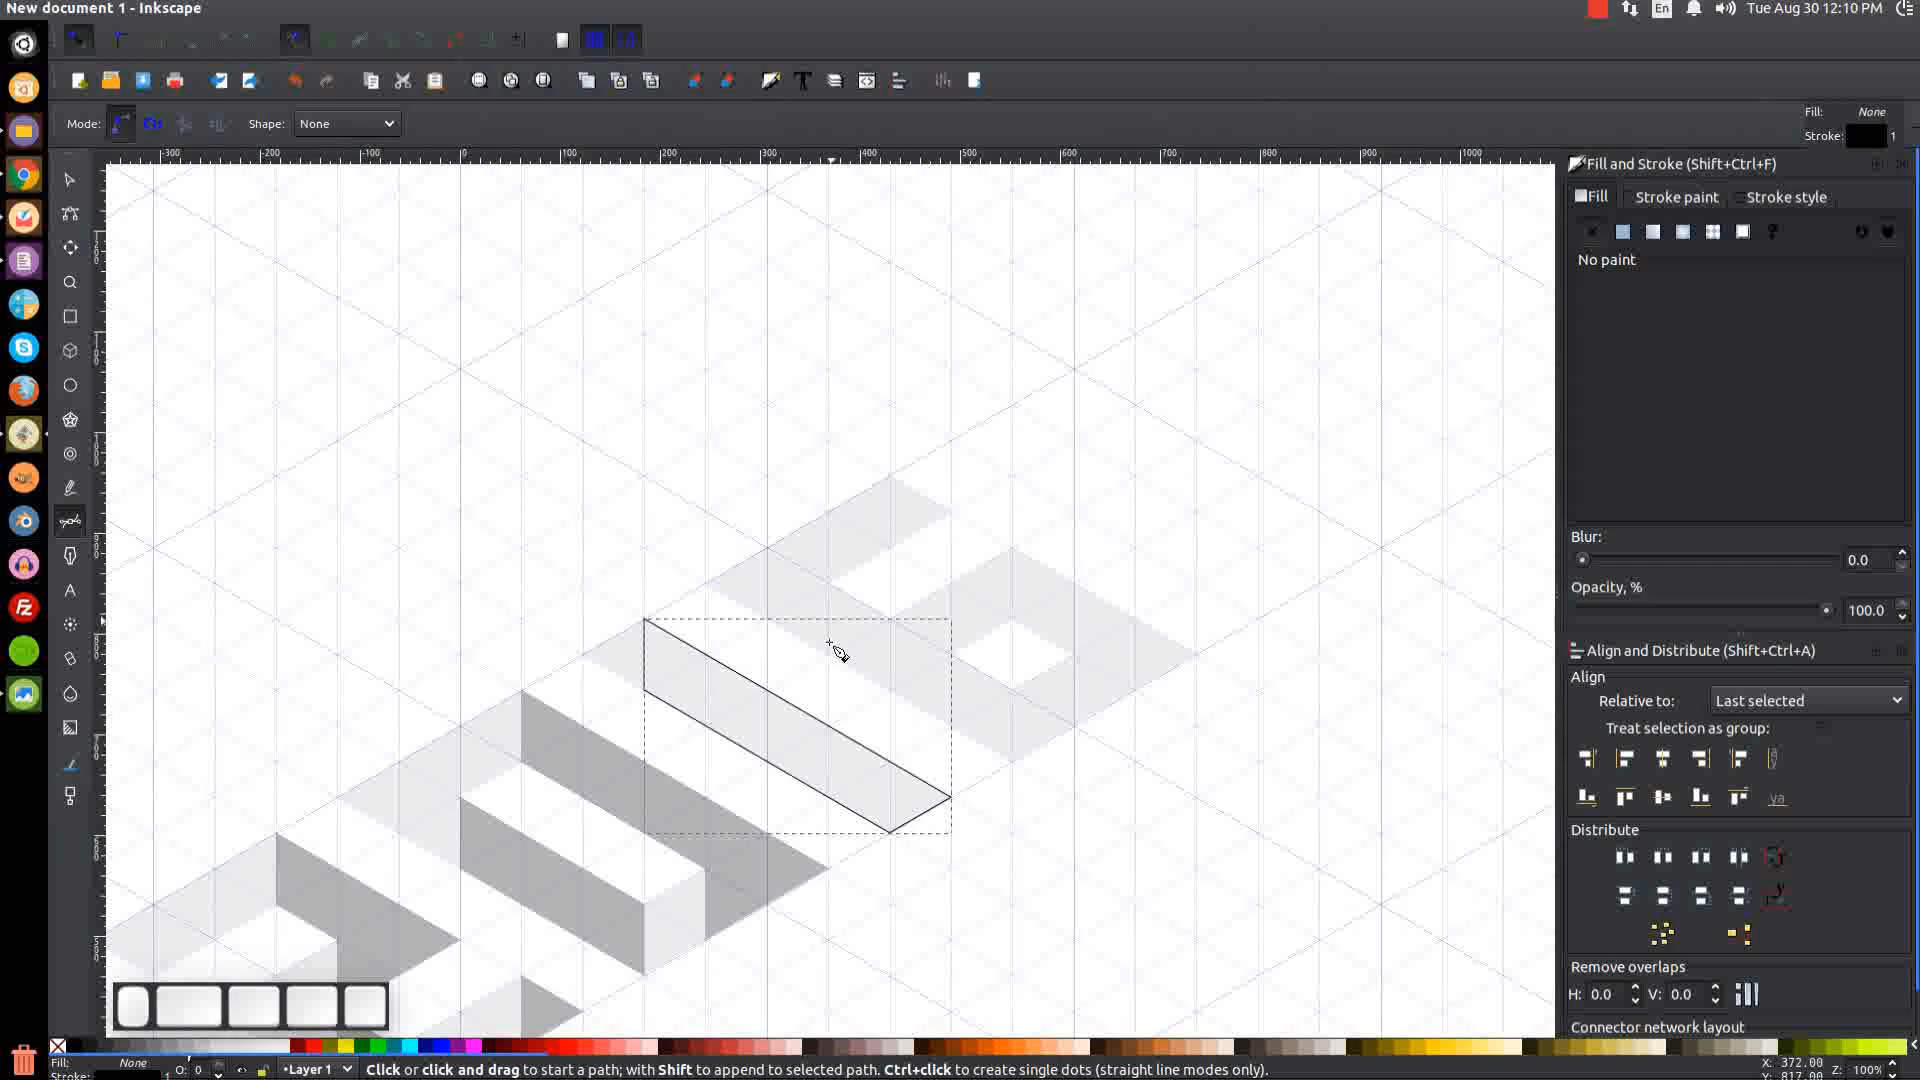 New document 1 - Inkscape
En
Tue Aug 30 12:10 PM
Mode:
Shape:
None
Fill:
None
Stroke:
1
-300
-200
-100
0
100
200
300
400
500
600
700
800
900
1000
Fill and Stroke (Shift+Ctrl+F)
Fill
Stroke paint
Stroke style
No paint
Blur:
0.0
Opacity, %
100.0
Align and Distribute (Shift+Ctrl+A)
Align
Relative to:
Last selected
Treat selection as group:
Distribute
Remove overlaps
H:
0.0
V:
0.0
Connector network layout
Fill:
None
Stroke:
1
O:
0
•Layer 1
Click or click and drag to start a path; with Shift to append to selected path. Ctrl+click to create single dots (straight line modes only).
X: 372.00
Y: 817.00
Z:
100%